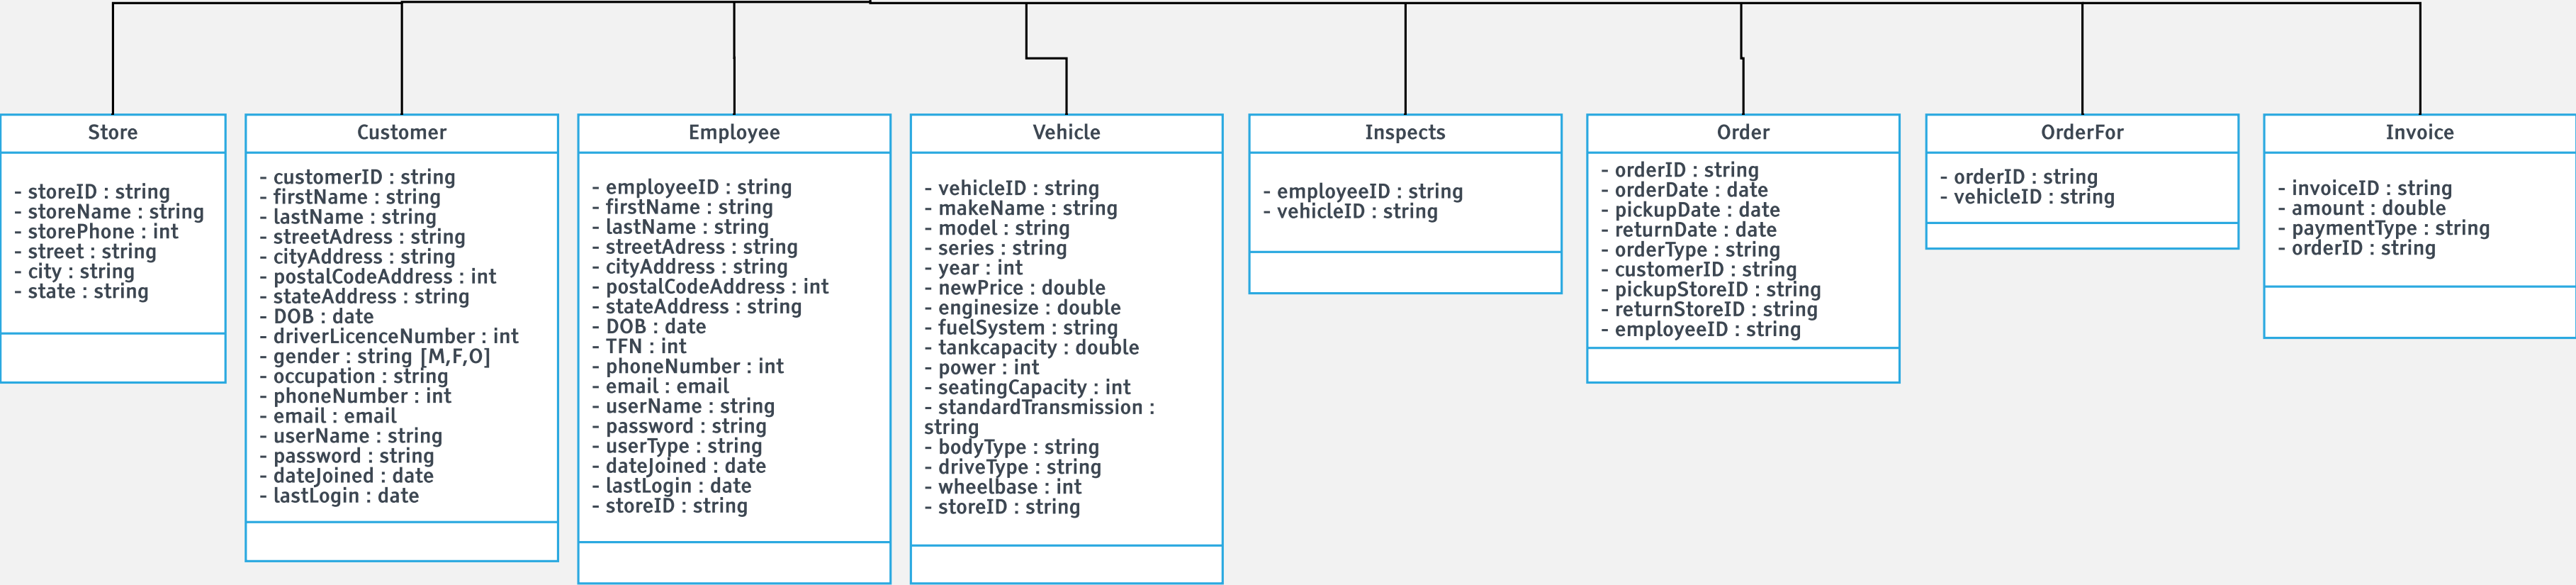 Store
- storeID : string
- storeName : string
- storePhone : int
- street : string
- city : string
- state : string
Customer
- customerID : string
- firstName : string
- lastName : string
- streetAdress : string
- cityAddress : string
- postalCodeAddress : int
- stateAddress : string
- DOB : date
- driverLicenceNumber : int
- gender : string [M,F,O]
- occupation : string
- phoneNumber : int
- email : email
- userName : string
- password : string
- dateJoined : date
- lastLogin : date
Employee
- employeeID : string
- firstName : string
- lastName : string
- streetAdress : string
- cityAddress : string
- postalCodeAddress : int
- stateAddress : string
- DOB : date
- TFN : int
- phoneNumber : int
- email : email
- userName : string
- password : string
- userType : string
- dateJoined : date
- lastLogin : date
- storeID : string
Vehicle
- vehicleID : string
- makeName : string
- model : string
- series : string
- year : int
- newPrice : double
- enginesize : double
- fuelSystem : string
- tankcapacity : double
- power : int
- seatingCapacity : int
- standardTransmission :
string
- bodyType : string
- driveType : string
- wheelbase : int
- storeID : string
Inspects
- employeeID : string
- vehicleID : string
Order
- orderID : string
- orderDate : date
- pickupDate : date
- returnDate : date
- orderType : string
- customerID : string
- pickupStoreID : string
- returnStoreID : string
- employeeID : string
OrderFor
- orderID : string
- vehicleID : string
Invoice
- invoiceID : string
- amount : double
- paymentType : string
- orderID : string